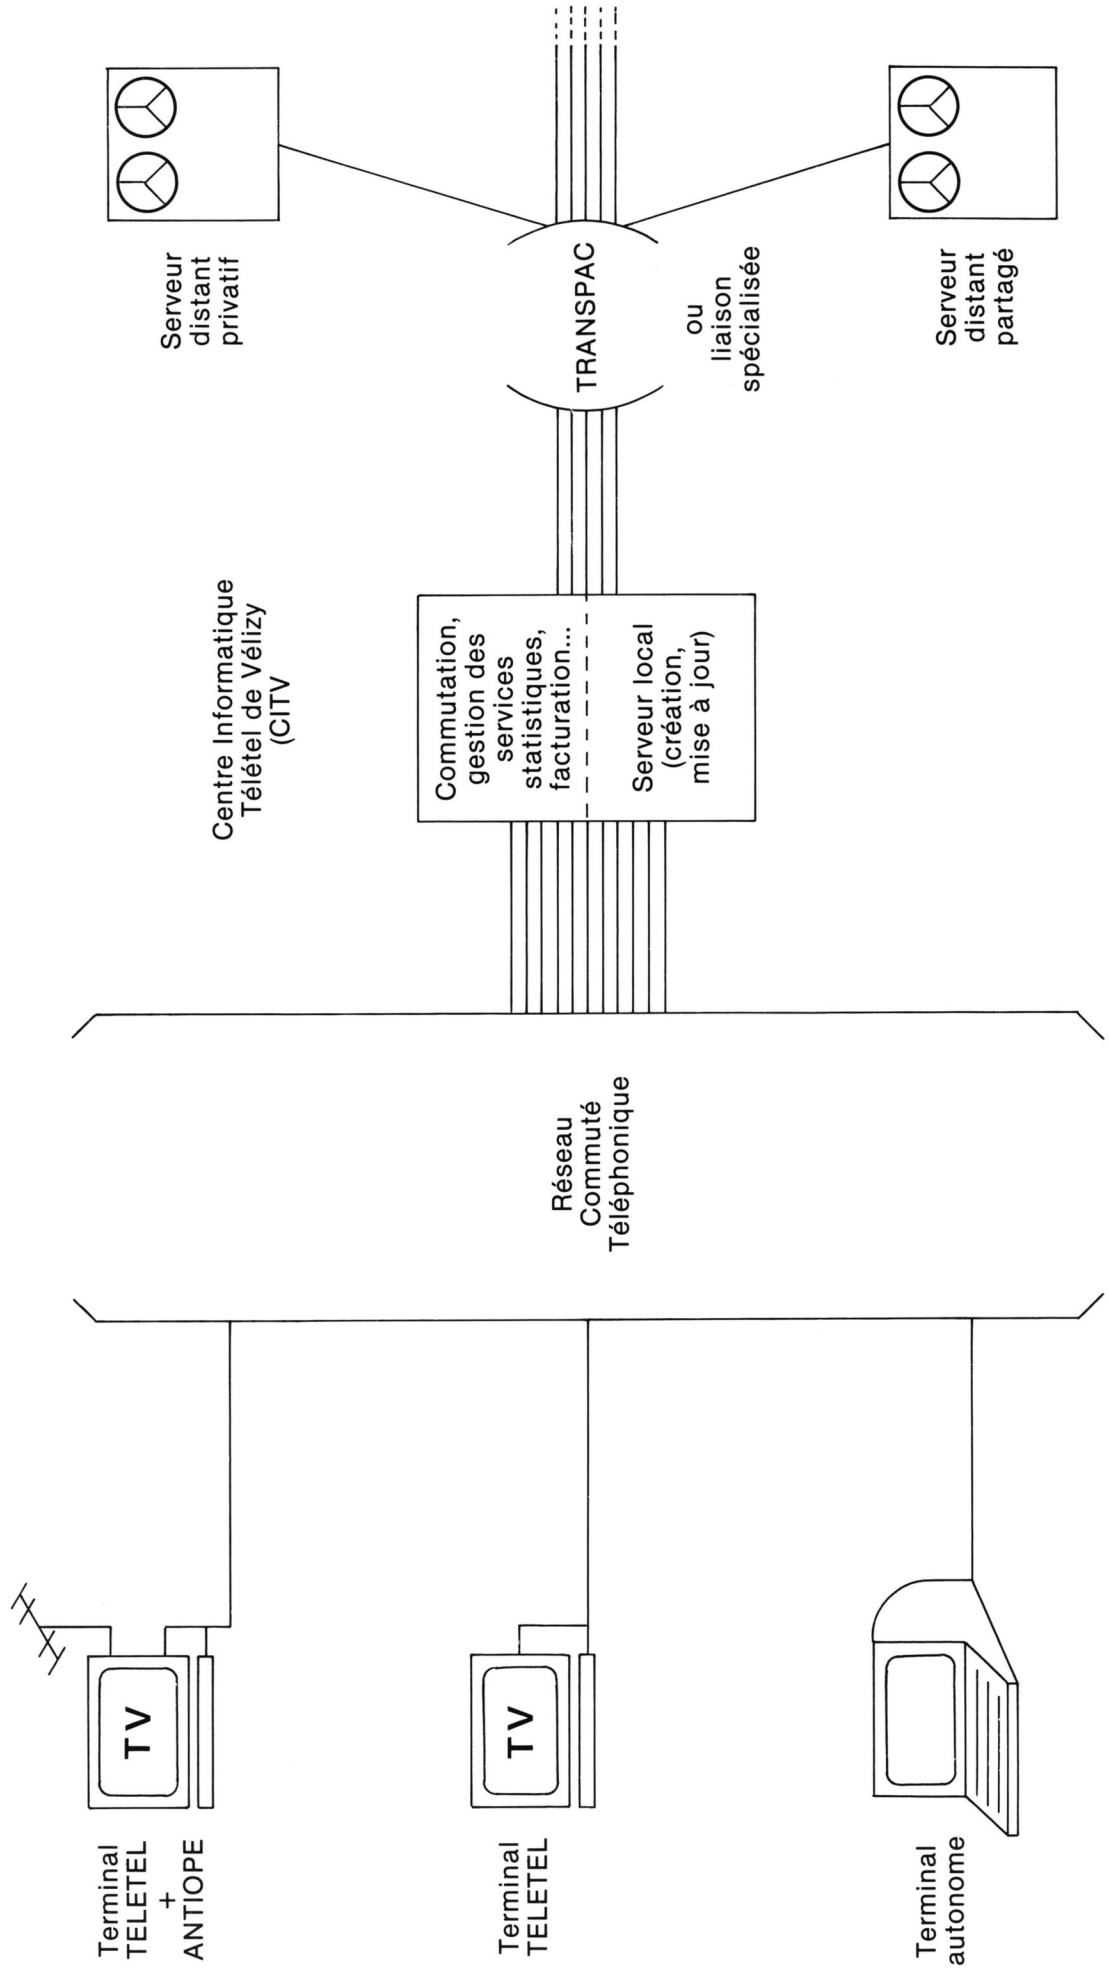 Terminal
TELETEL
+
ANTIOPE
TV
Terminal
TELETEL
TV
Terminal
autonome
Réseau
Commuté
Téléphonique
Centre Informatique
Télétel de Vélizy
(CITV
Commutation,
gestion des
services
statistiques,
facturation...
Serveur local
(création,
mise à jour)
TRANSPAC
ou
liaison
spécialisée
Serveur
distant
privatif
Serveur
distant
partagé